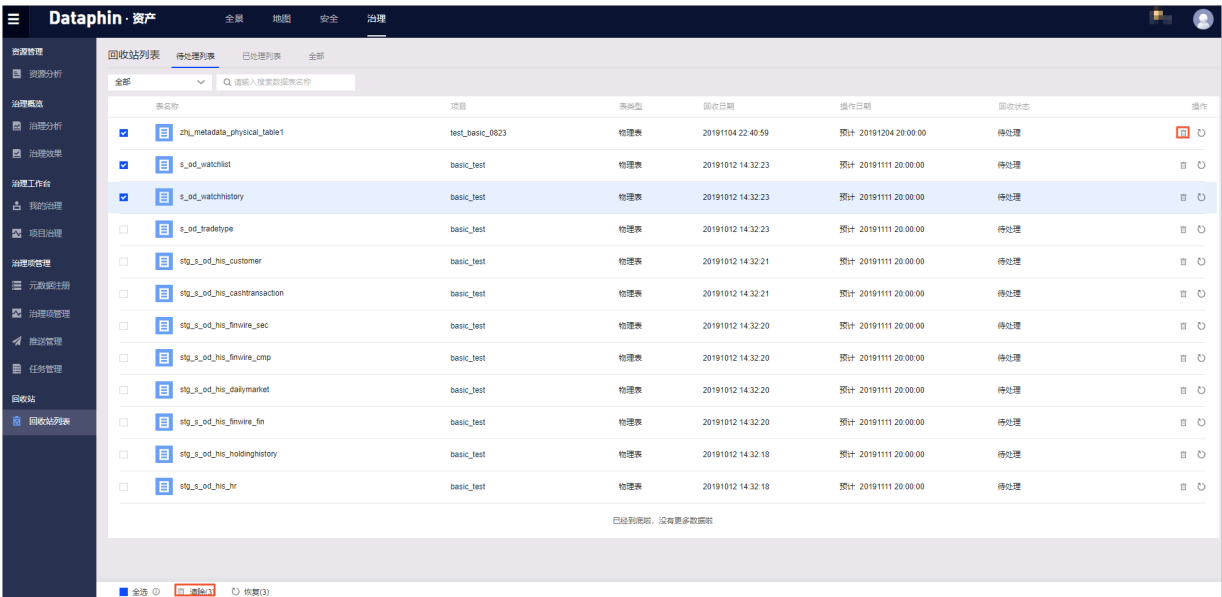 Dataphin · 资产 全景 地图 安全 治理
资源管理
资源分析
治理概览
治理分析
治理效果
治理工作台
我的治理
项目治理
治理项管理
元数据注册
治理项管理
推送管理
任务管理
回收站
回收站列表
回收站列表 待处理列表 已处理列表 全部
全部 请输入搜索数据表名称
表名称 项目 表类型 回收日期 操作日期 回收状态 操作
zhj_metadata_physical_table1 test_basic_0823 物理表 20191104 22:40:59 预计 20191204 20:00:00 待处理
s_od_watchlist basic_test 物理表 20191012 14:32:23 预计 20191111 20:00:00 待处理
s_od_watchhistory basic_test 物理表 20191012 14:32:23 预计 20191111 20:00:00 待处理
s_od_tradetype basic_test 物理表 20191012 14:32:23 预计 20191111 20:00:00 待处理
stg_s_od_his_customer basic_test 物理表 20191012 14:32:21 预计 20191111 20:00:00 待处理
stg_s_od_his_cashtransaction basic_test 物理表 20191012 14:32:21 预计 20191111 20:00:00 待处理
stg_s_od_his_finwire_sec basic_test 物理表 20191012 14:32:20 预计 20191111 20:00:00 待处理
stg_s_od_his_finwire_cmp basic_test 物理表 20191012 14:32:20 预计 20191111 20:00:00 待处理
stg_s_od_his_dailymarket basic_test 物理表 20191012 14:32:20 预计 20191111 20:00:00 待处理
stg_s_od_his_finwire_fin basic_test 物理表 20191012 14:32:20 预计 20191111 20:00:00 待处理
stg_s_od_his_holdinghistory basic_test 物理表 20191012 14:32:18 预计 20191111 20:00:00 待处理
stg_s_od_his_hr basic_test 物理表 20191012 14:32:18 预计 20191111 20:00:00 待处理
已经到底啦，没有更多数据啦
全选 清除(3) 恢复(3)